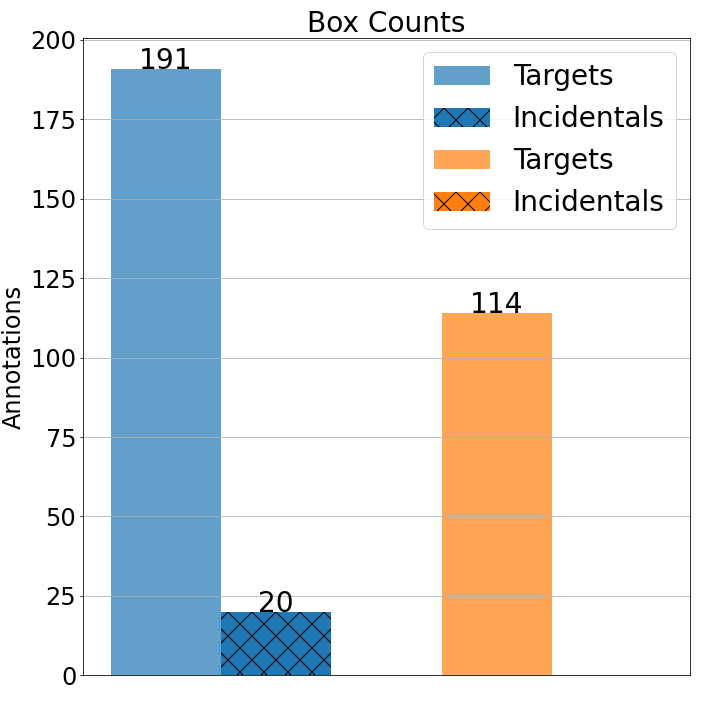 Box Counts
200
175
150
125
100
75
50
25
0
Annotations
191
20
114
Targets
Incidentals
Targets
Incidentals